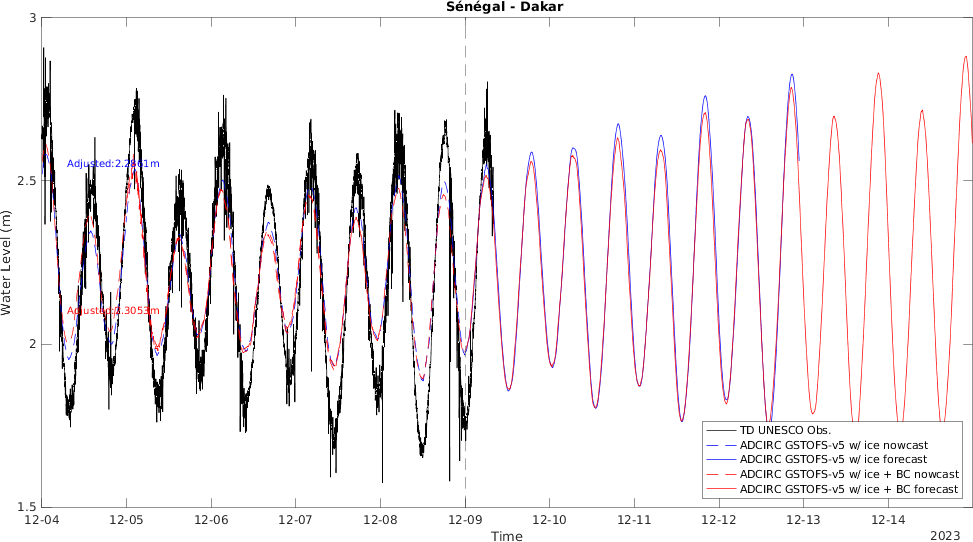 Sénégal - Dakar
3
2.5
2
1.5
Water Level (m)
Adjusted:2.2861m
Adjusted:2.3053m
TD UNESCO Obs.
ADCIRC GSTOFS-v5 w/ ice nowcast
ADCIRC GSTOFS-v5 w/ ice forecast
ADCIRC GSTOFS-v5 w/ ice + BC nowcast
ADCIRC GSTOFS-v5 w/ ice + BC forecast
12-04 12-05 12-06 12-07 12-08 12-09 12-10 12-11 12-12 12-13 12-14
Time
2023